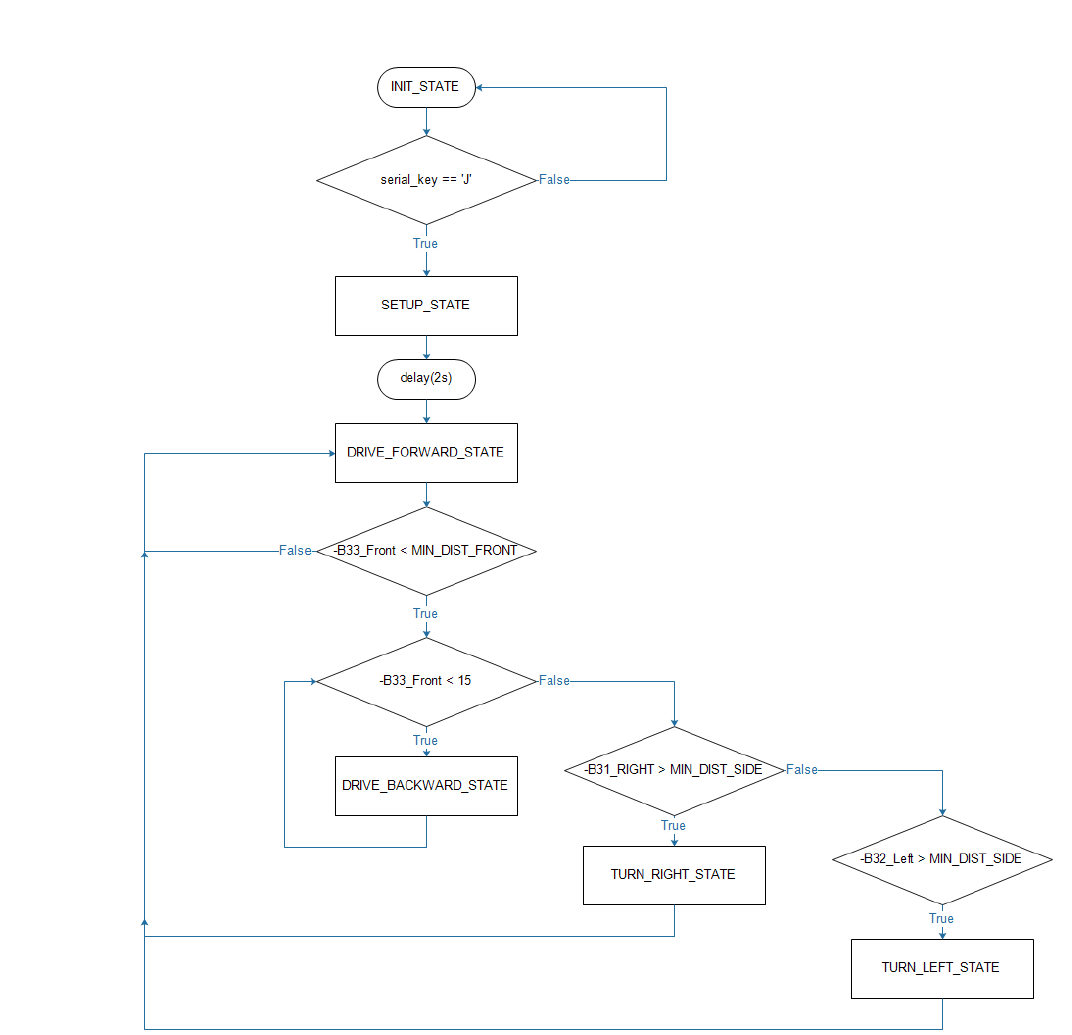 INIT_STATE
serial_key == 'J'
False
True
SETUP_STATE
delay(2s)
DRIVE_FORWARD_STATE
False
-B33_Front < MIN_DIST_FRONT
True
-B33_Front < 15
False
True
DRIVE_BACKWARD_STATE
-B31_RIGHT > MIN_DIST_SIDE
False
True
TURN_RIGHT_STATE
-B32_Left > MIN_DIST_SIDE
True
TURN_LEFT_STATE